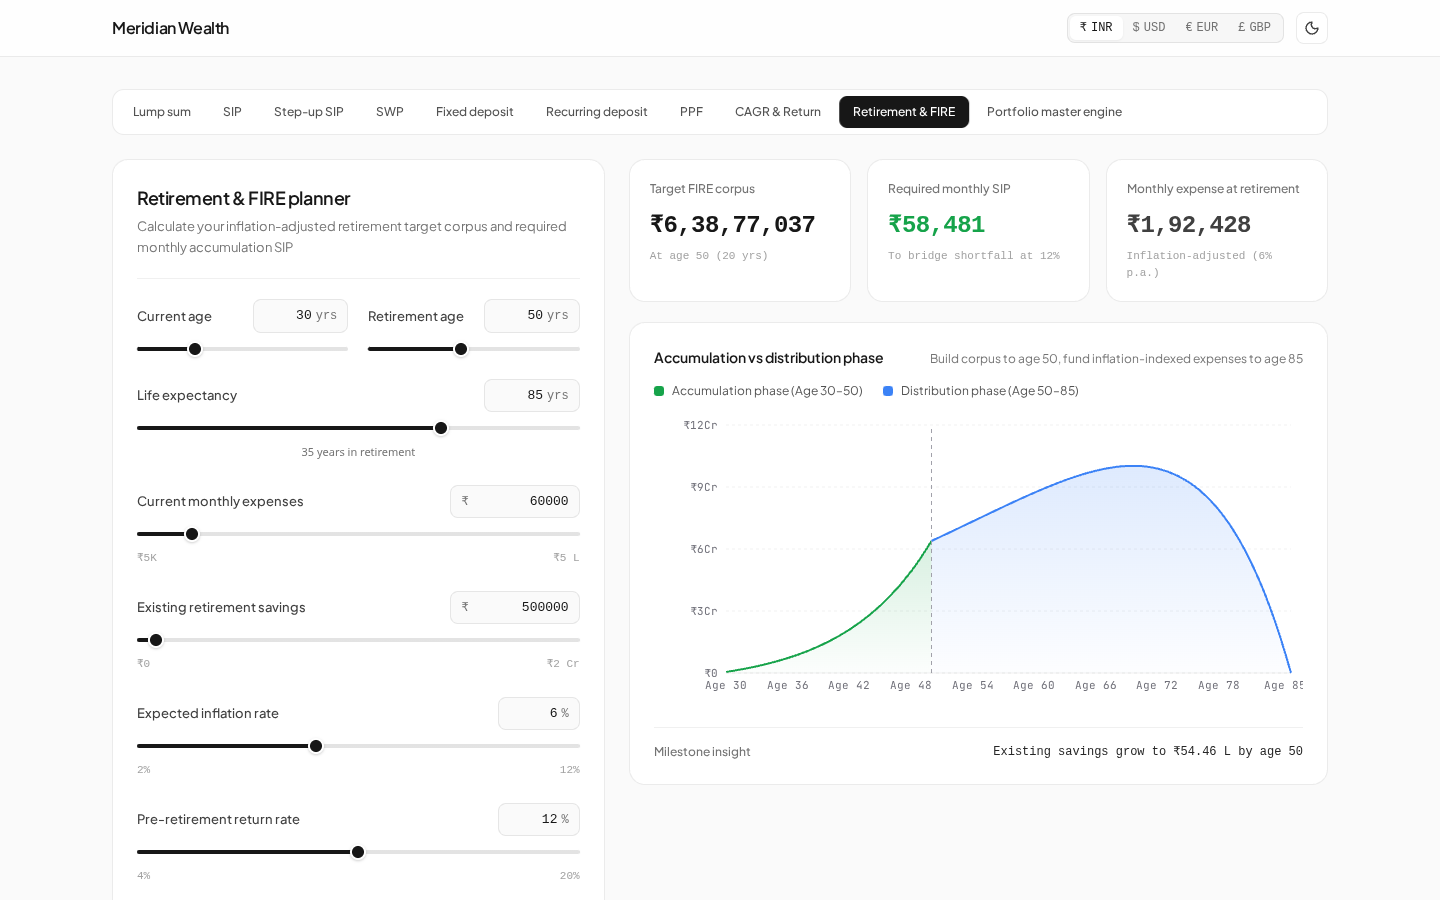 Meridian Wealth
₹ INR $ USD € EUR £ GBP
Lump sum SIP Step-up SIP SWP Fixed deposit Recurring deposit PPF CAGR & Return Retirement & FIRE Portfolio master engine
Retirement & FIRE planner
Calculate your inflation-adjusted retirement target corpus and required
monthly accumulation SIP
Current age 30 yrs Retirement age 50 yrs
Life expectancy 85 yrs
35 years in retirement
Current monthly expenses ₹ 60000
₹5K ₹5 L
Existing retirement savings ₹ 500000
₹0 ₹2 Cr
Expected inflation rate 6 %
2% 12%
Pre-retirement return rate 12 %
4% 20%
Target FIRE corpus
₹6,38,77,037
At age 50 (20 yrs)
Required monthly SIP
₹58,481
To bridge shortfall at 12%
Monthly expense at retirement
₹1,92,428
Inflation-adjusted (6%
p.a.)
Accumulation vs distribution phase Build corpus to age 50, fund inflation-indexed expenses to age 85
Accumulation phase (Age 30–50) Distribution phase (Age 50–85)
₹12Cr
₹9Cr
₹6Cr
₹3Cr
₹0
Age 30 Age 36 Age 42 Age 48 Age 54 Age 60 Age 66 Age 72 Age 78 Age 85
Milestone insight Existing savings grow to ₹54.46 L by age 50